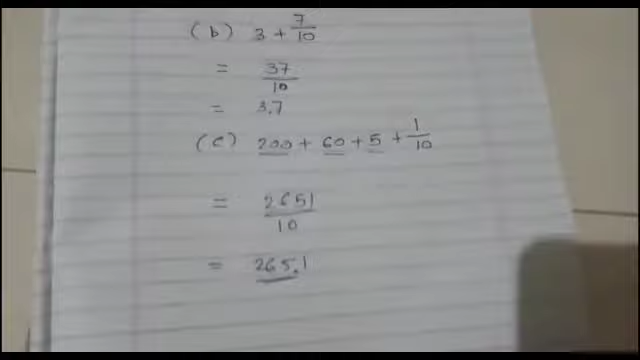 (b) 3 + 7/10
= 37/10
= 3.7
(c) 200 + 60 + 5 + 1/10
= 2651/10
= 265.1